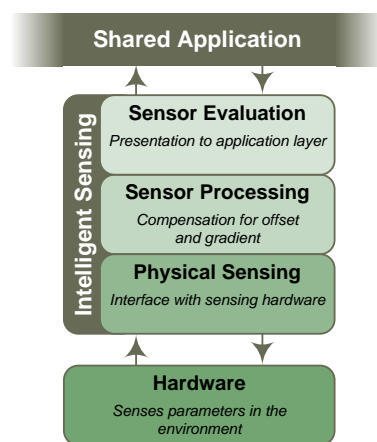 Shared Application
Intelligent Sensing
Sensor Evaluation
Presentation to application layer
Sensor Processing
Compensation for offset
and gradient
Physical Sensing
Interface with sensing hardware
Hardware
Senses parameters in the
environment